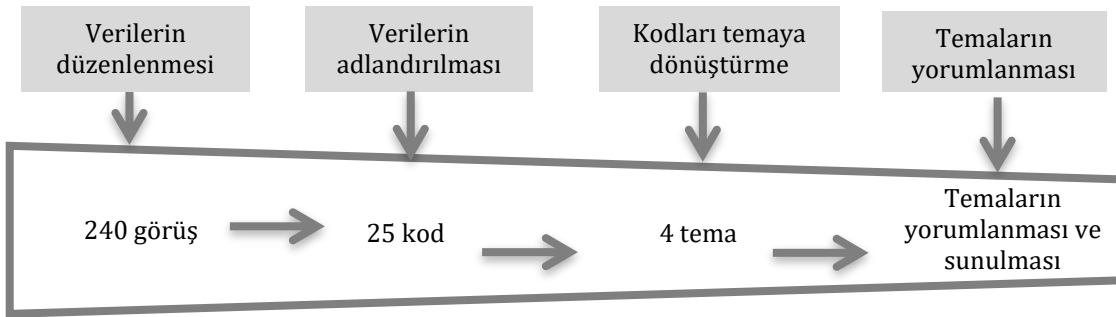 Verilerin
düzenlenmesi
Verilerin
adlandırılması
Kodları temaya
dönüştürme
Temaların
yorumlanması
240 görüş
25 kod
4 tema
Temaların
yorumlanması ve
sunulması